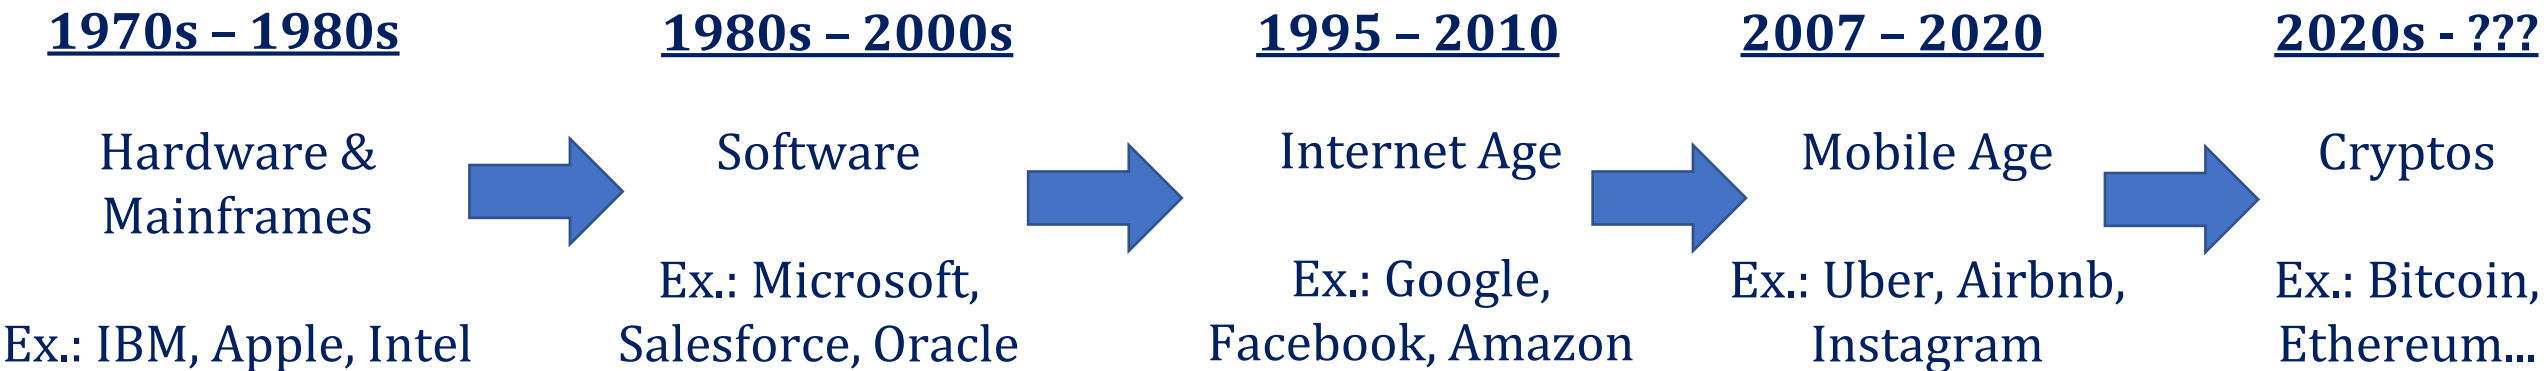 1970s – 1980s
Hardware &
Mainframes
Ex.: IBM, Apple, Intel
1980s – 2000s
Software
Ex.: Microsoft,
Salesforce, Oracle
1995 – 2010
Internet Age
Ex.: Google,
Facebook, Amazon
2007 – 2020
Mobile Age
Ex.: Uber, Airbnb,
Instagram
2020s - ???
Cryptos
Ex.: Bitcoin,
Ethereum...